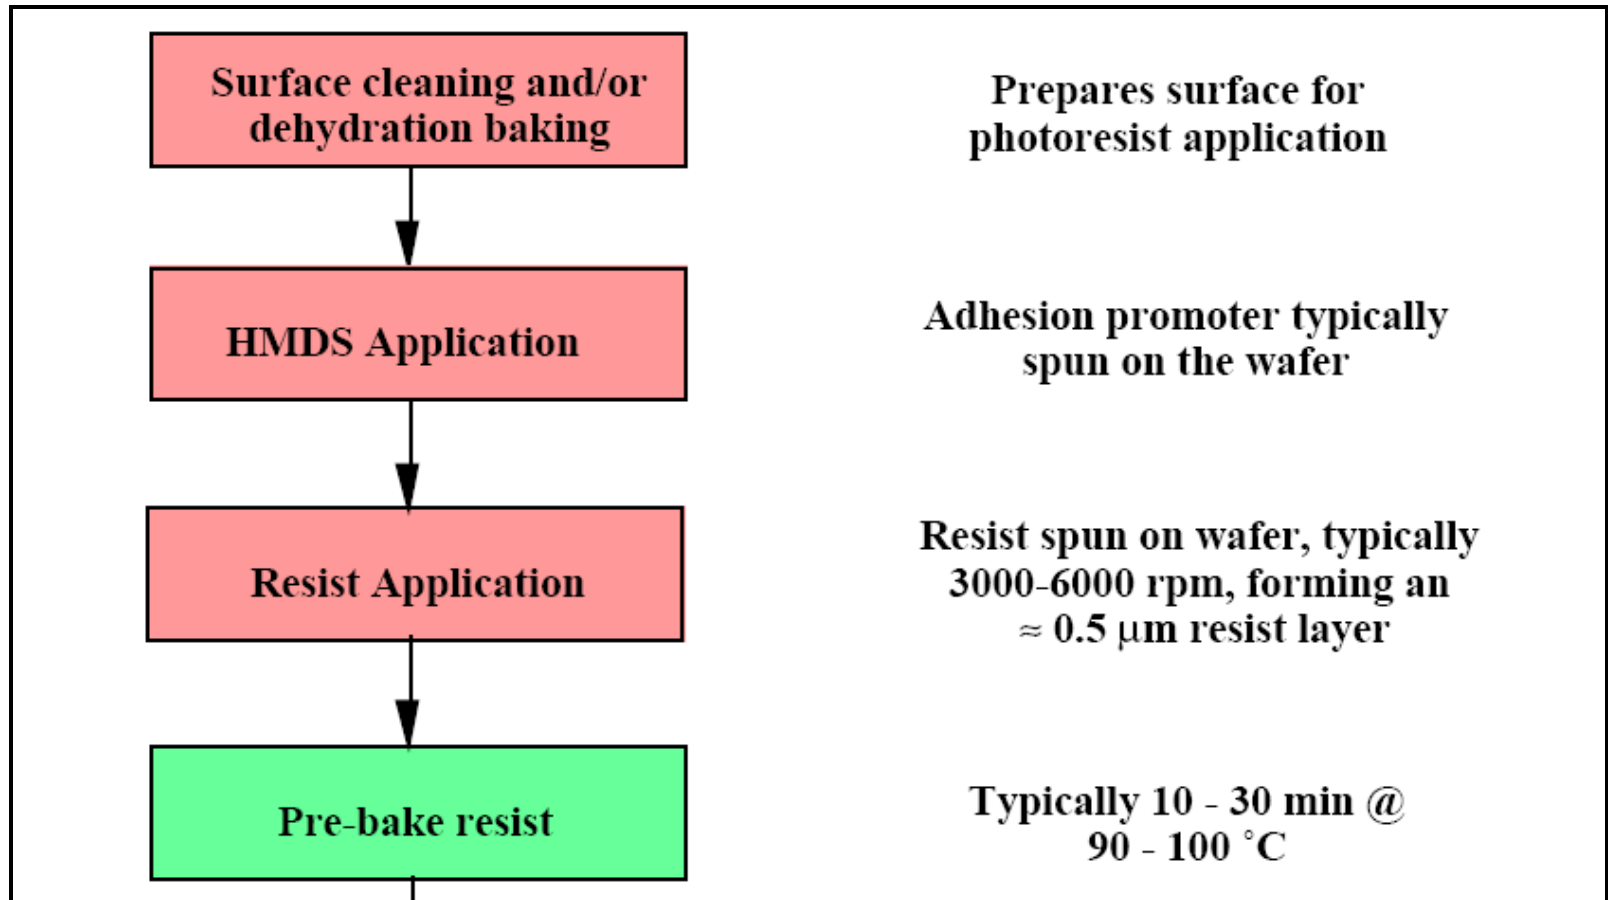 Surface cleaning and/or
dehydration baking
Prepares surface for
photoresist application
HMDS Application
Adhesion promoter typically
spun on the wafer
Resist Application
Resist spun on wafer, typically
3000-6000 rpm, forming an
≈ 0.5 μm resist layer
Pre-bake resist
Typically 10 - 30 min @
90 - 100 ˚C